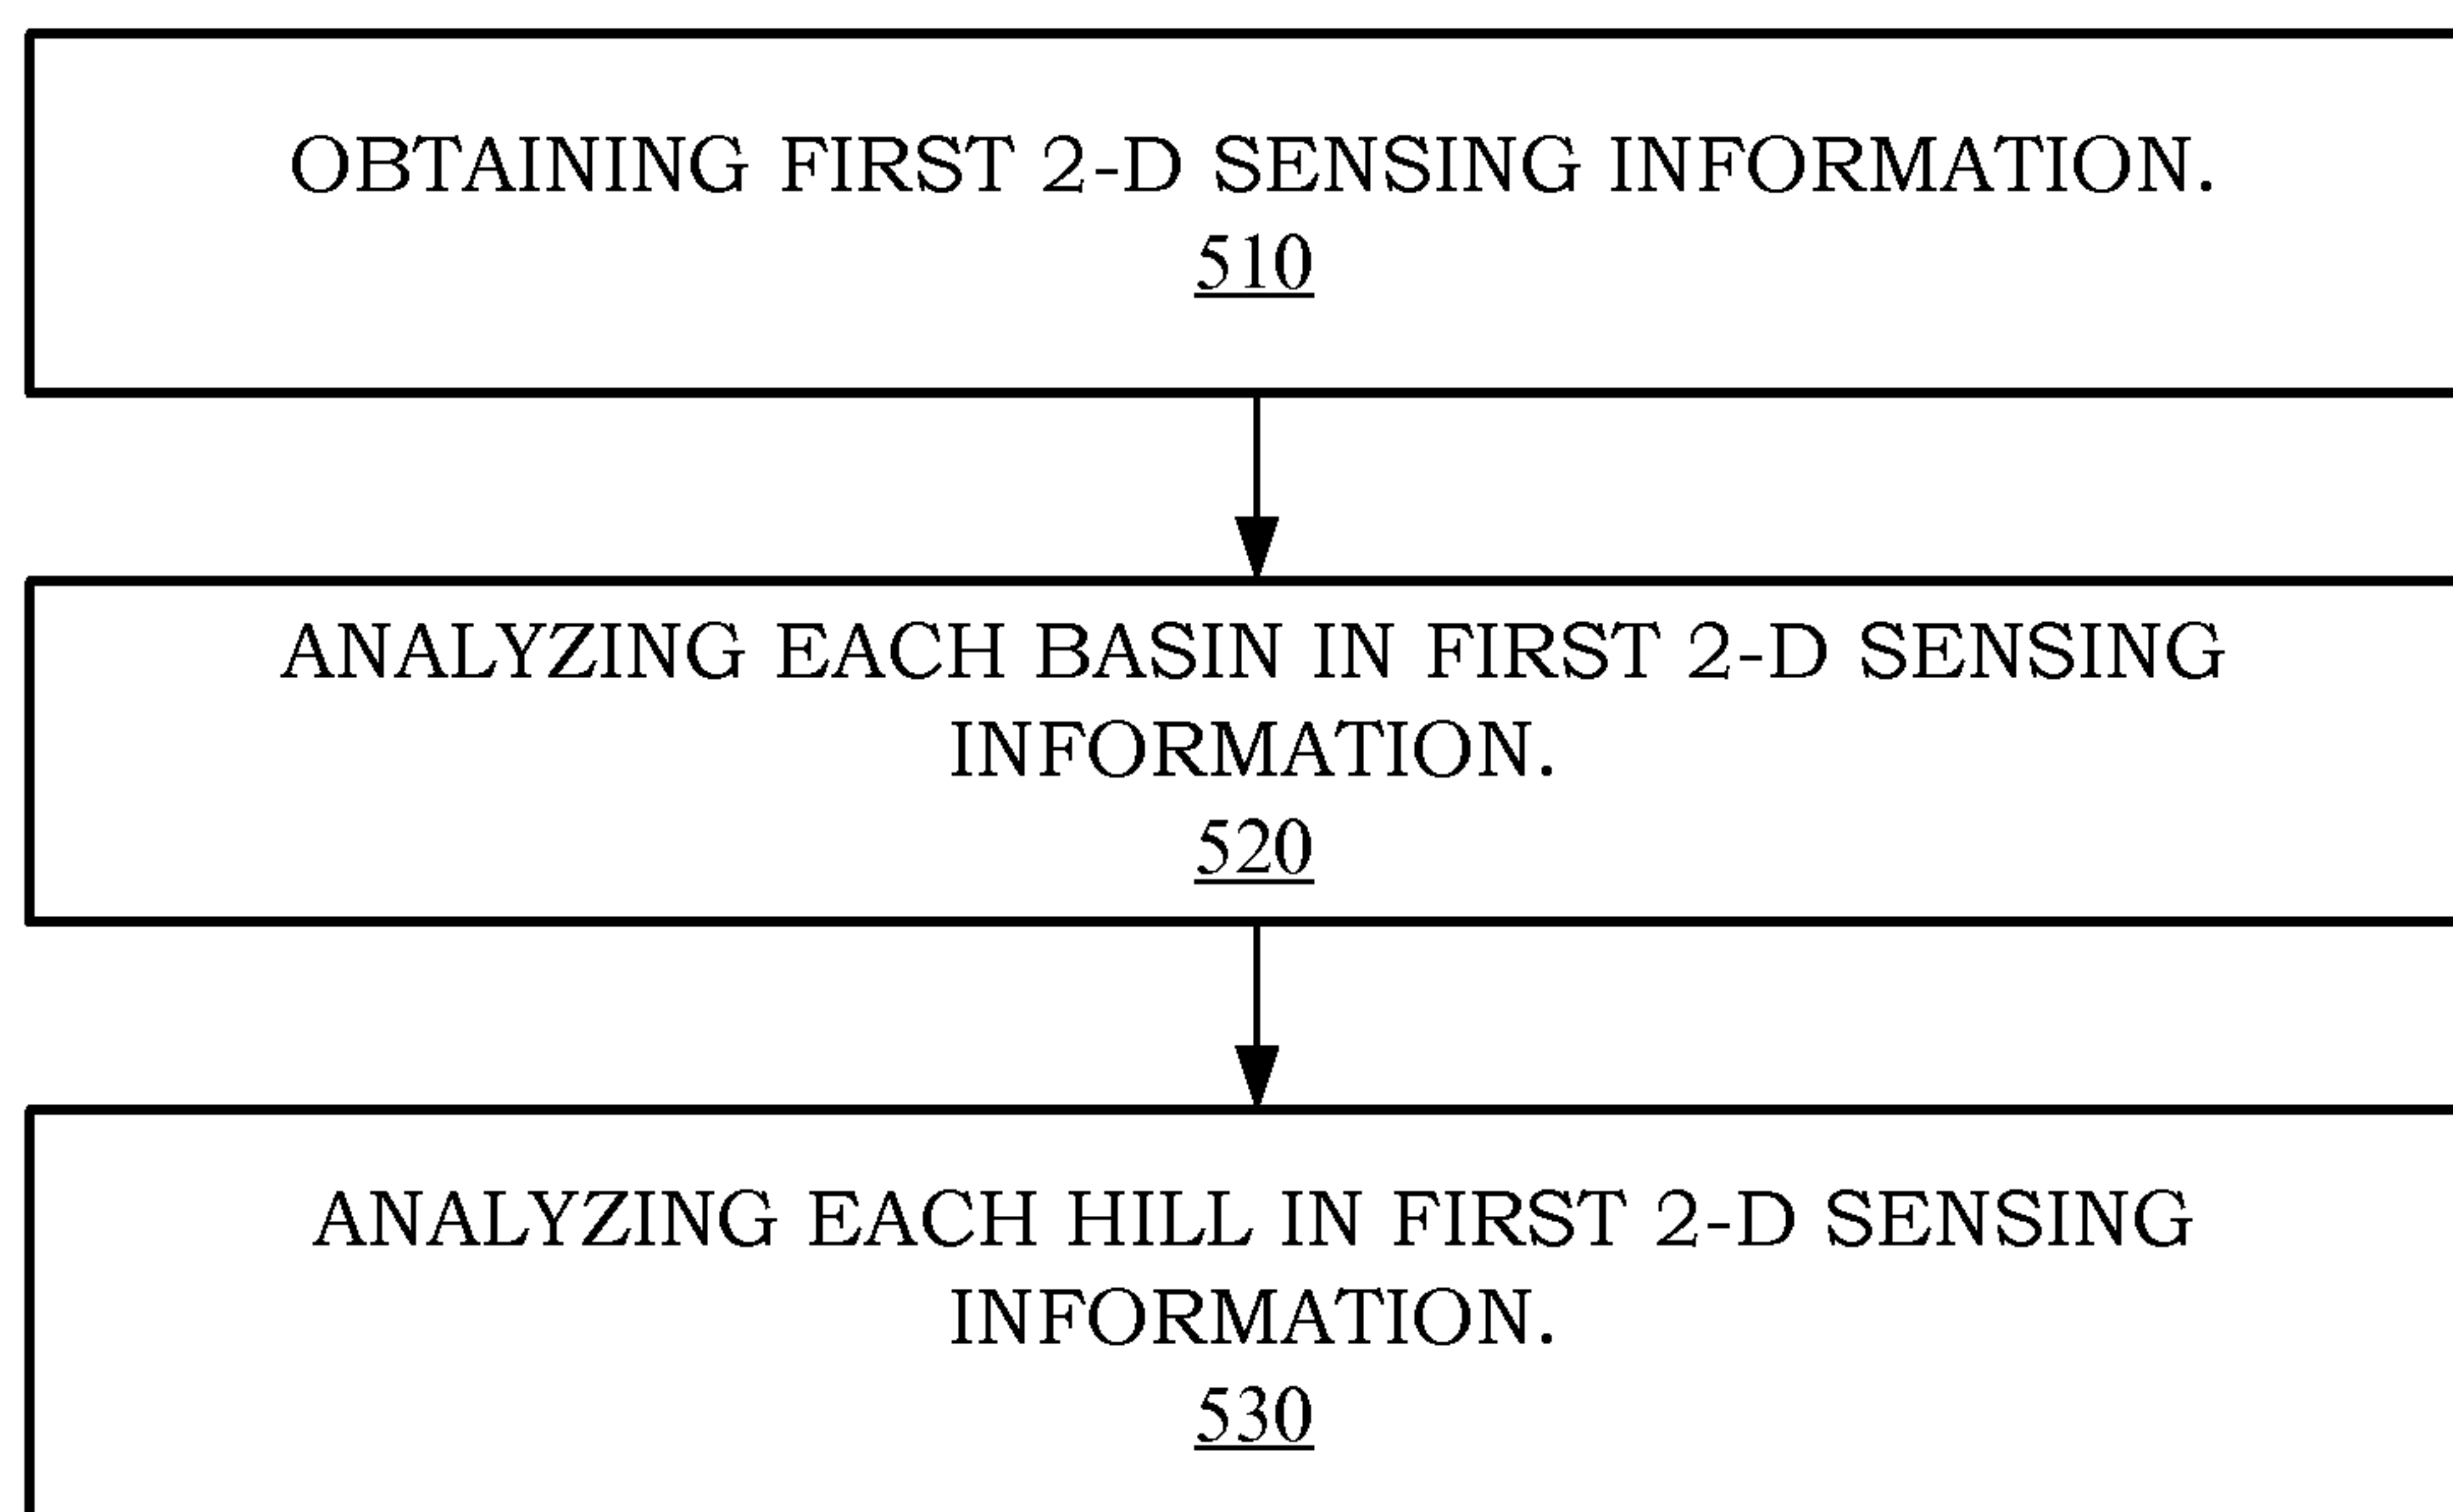 OBTAINING FIRST 2-D SENSING INFORMATION.
510
ANALYZING EACH BASIN IN FIRST 2-D SENSING
INFORMATION.
520
ANALYZING EACH HILL IN FIRST 2-D SENSING
INFORMATION.
530